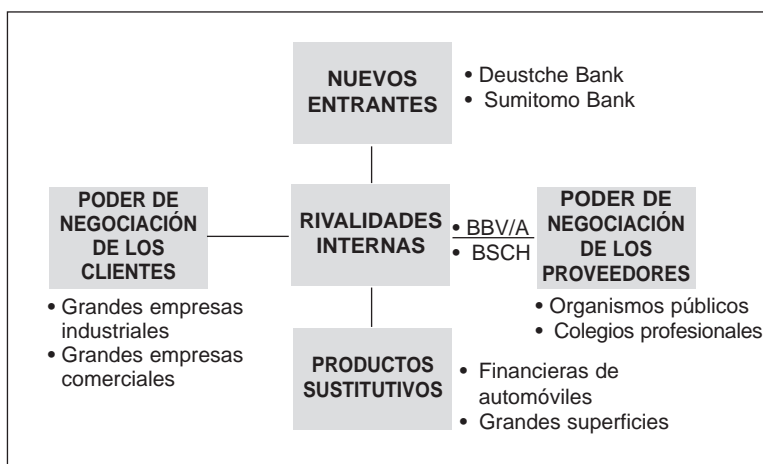 NUEVOS
ENTRANTES
• Deustche Bank
• Sumitomo Bank
PODER DE
NEGOCIACIÓN
DE LOS
CLIENTES
• Grandes empresas
industriales
• Grandes empresas
comerciales
RIVALIDADES
INTERNAS
• BBV/A
• BSCH
PODER DE
NEGOCIACIÓN
DE LOS
PROVEEDORES
• Organismos públicos
• Colegios profesionales
PRODUCTOS
SUSTITUTIVOS
• Financieras de
automóviles
• Grandes superficies